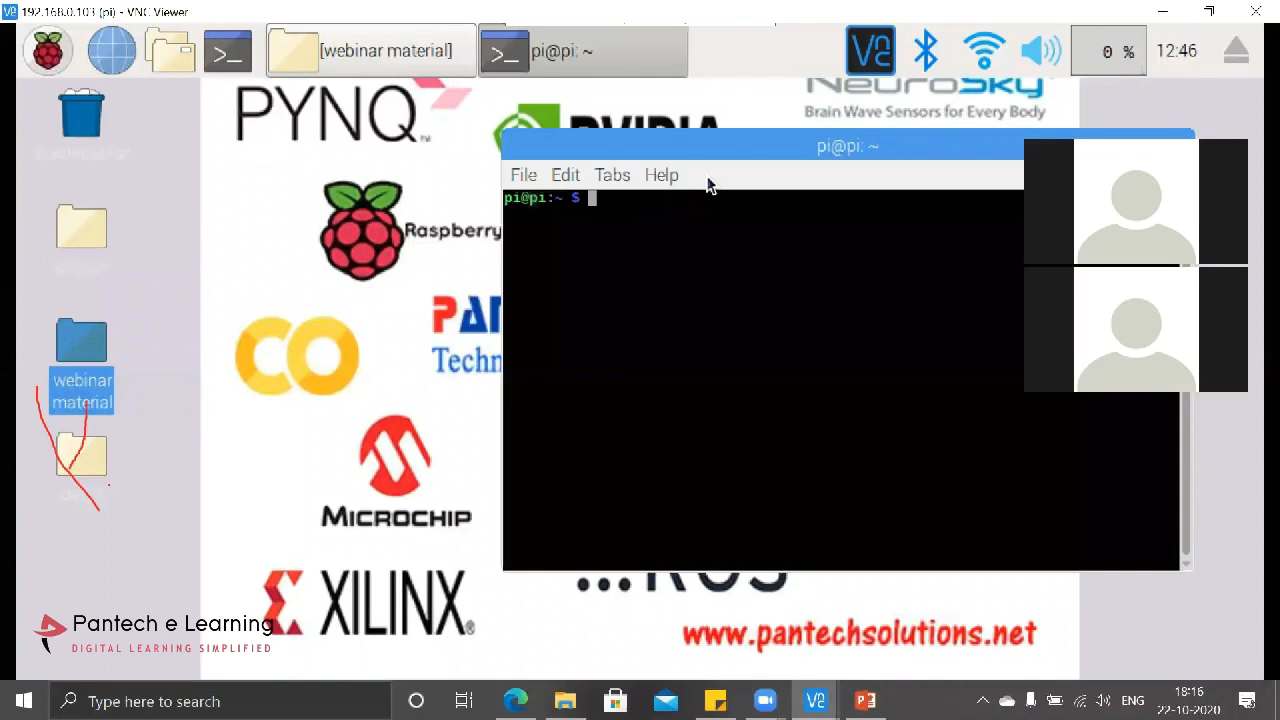 192.168.0.103 (pi) - VNC Viewer
[webinar material]
pi@pi: ~
0 %
12:46
PYNQ™
NeuroSky
Brain Wave Sensors for Every Body
pi@pi: ~
File Edit Tabs Help
pi@pi:~ $
Raspberry
Techn
webinar
material
MICROCHIP
XILINX®
www.pantechsolutions.net
Pantech e Learning
DIGITAL LEARNING SIMPLIFIED
Type here to search
ENG
18:16
22-10-2020